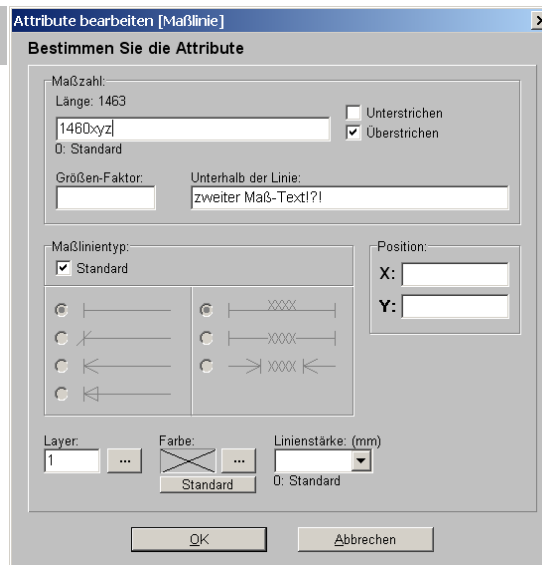 Attribute bearbeiten [Maßlinie]
Bestimmen Sie die Attribute
Maßzahl:
Länge: 1463
1460xyz
0: Standard
Unterstrichen
Überstrichen
Größen-Faktor:
Unterhalb der Linie:
zweiter Maß-Text!?!
Maßlinientyp:
Standard
XXXX
XXXX
XXXX
Position:
X:
Y:
Layer:
1
...
Farbe:
...
Standard
Linienstärke: (mm)
0: Standard
OK
Abbrechen